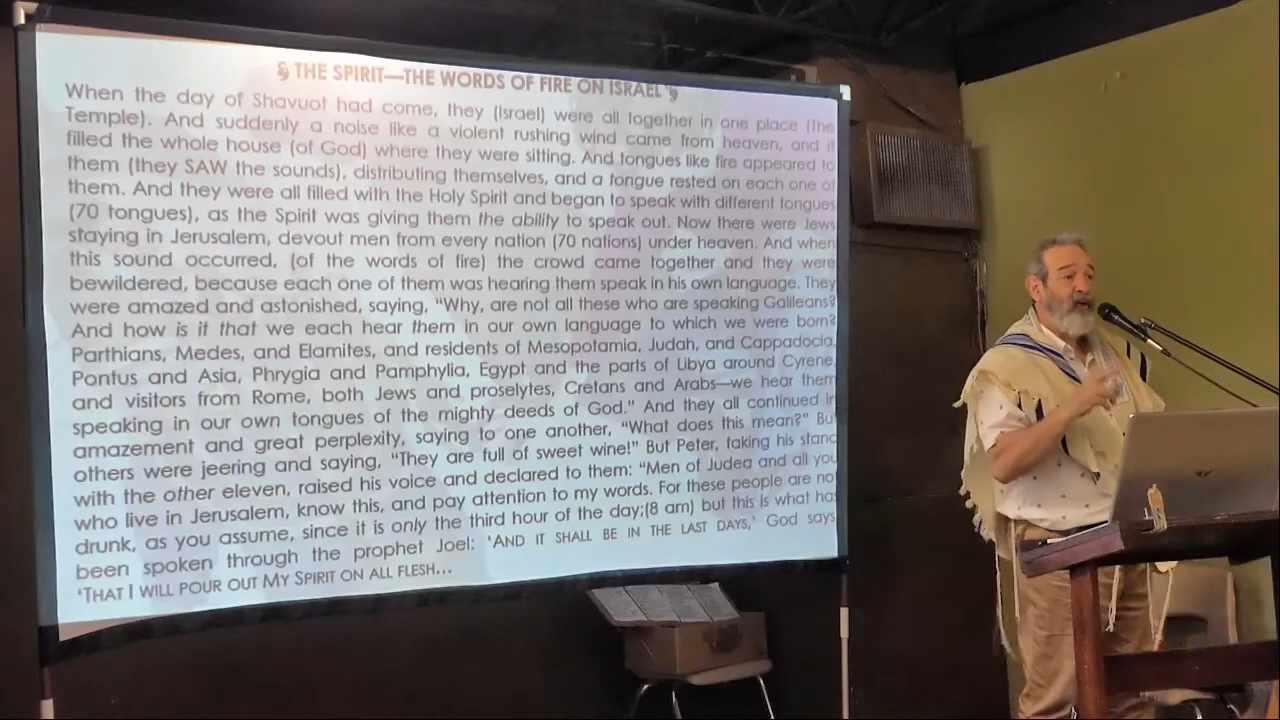 THE SPIRIT—THE WORDS OF FIRE ON ISRAEL
When the day of Shavuot had come, they (Israel) were all together in one place (The
Temple). And suddenly a noise like a violent rushing wind came from heaven, and it
filled the whole house (of God) where they were sitting. And tongues like fire appeared to
them (they SAW the sounds), distributing themselves, and a tongue rested on each one of
them. And they were all filled with the Holy Spirit and began to speak with different tongues
(70 tongues), as the Spirit was giving them the ability to speak out. Now there were Jews
staying in Jerusalem, devout men from every nation (70 nations) under heaven. And when
this sound occurred, (of the words of fire) the crowd came together and they were
bewildered, because each one of them was hearing them speak in his own language. They
were amazed and astonished, saying, "Why, are not all these who are speaking Galileans?
And how is it that we each hear them in our own language to which we were born?
Parthians, Medes, and Elamites, and residents of Mesopotamia, Judah, and Cappadocia,
Pontus and Asia, Phrygia and Pamphylia, Egypt and the parts of Libya around Cyrene,
and visitors from Rome, both Jews and proselytes, Cretans and Arabs—we hear them
speaking in our own tongues of the mighty deeds of God." And they all continued in
amazement and great perplexity, saying to one another, "What does this mean?" But
others were jeering and saying, "They are full of sweet wine!" But Peter, taking his stand
with the other eleven, raised his voice and declared to them: "Men of Judea and all you
who live in Jerusalem, know this, and pay attention to my words. For these people are not
drunk, as you assume, since it is only the third hour of the day;(8 am) but this is what has
been spoken through the prophet Joel: 'AND IT SHALL BE IN THE LAST DAYS,' God says
'THAT I WILL POUR OUT MY SPIRIT ON ALL FLESH...